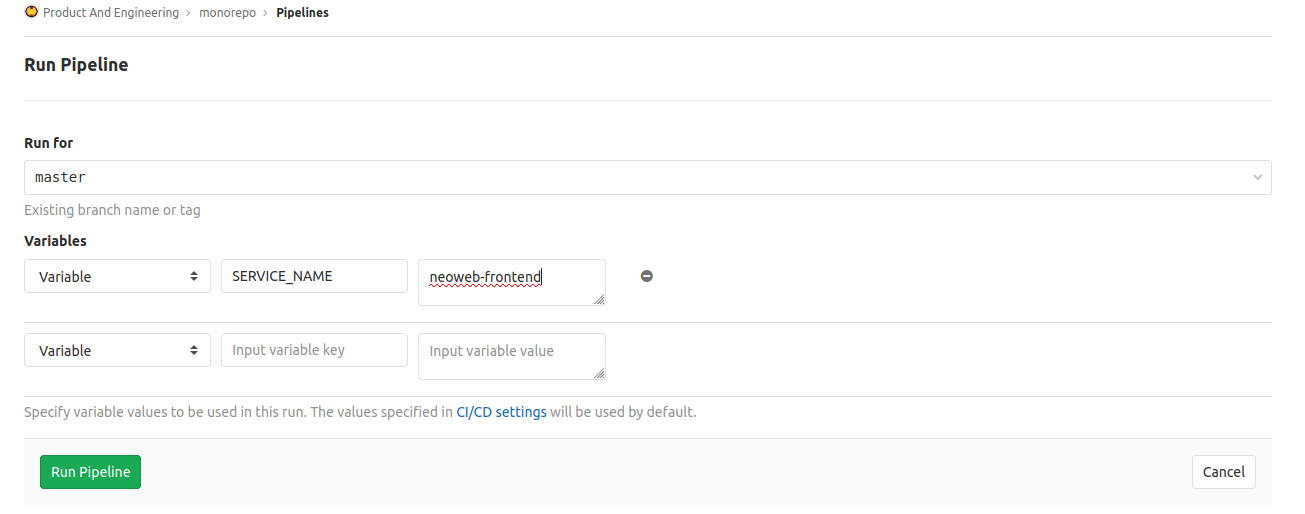 Product And Engineering › monorepo › Pipelines
Run Pipeline
Run for
master
Existing branch name or tag
Variables
Variable SERVICE_NAME neoweb-frontend
Variable Input variable key Input variable value
Specify variable values to be used in this run. The values specified in CI/CD settings will be used by default.
Run Pipeline Cancel